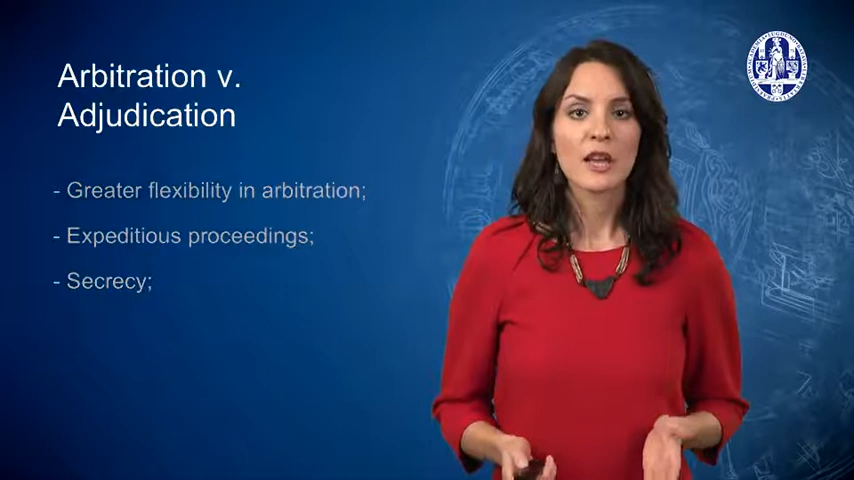 Arbitration v.
Adjudication
- Greater flexibility in arbitration;
- Expeditious proceedings;
- Secrecy;